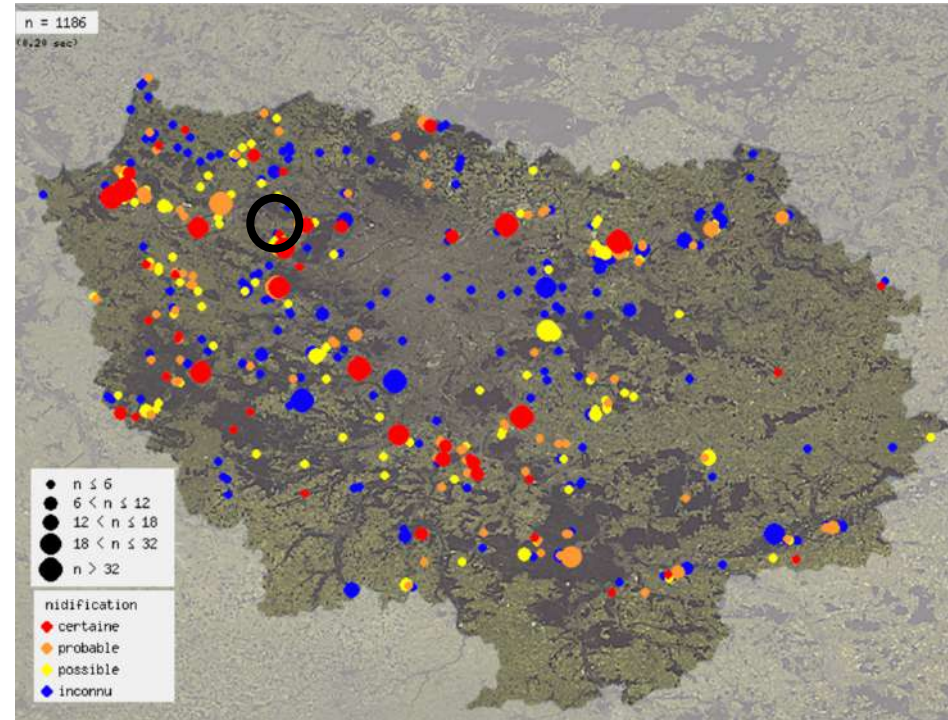 n = 1186
(0.20 sec)
n ≤ 6
6 < n ≤ 12
12 < n ≤ 18
18 < n ≤ 32
n > 32
nidification
certaine
probable
possible
inconnu